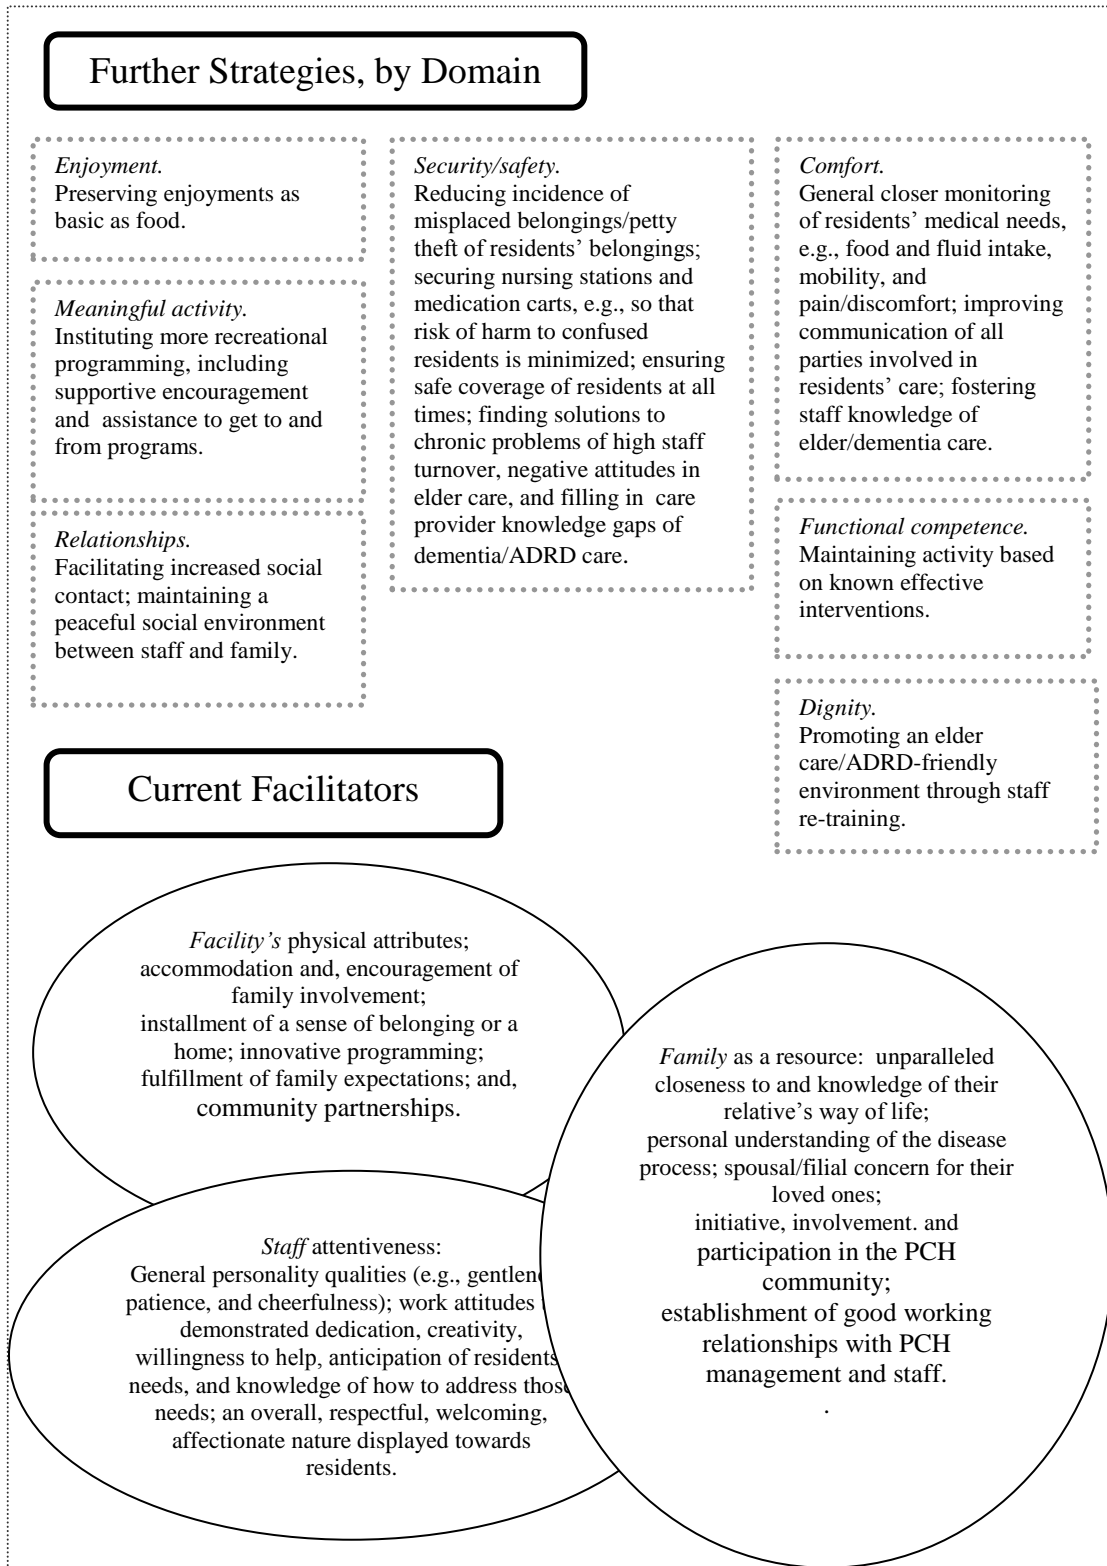 Further Strategies, by Domain
Enjoyment.
Preserving enjoyments as
basic as food.
Meaningful activity.
Instituting more recreational
programming, including
supportive encouragement
and  assistance to get to and
from programs.
Relationships.
Facilitating increased social
contact; maintaining a
peaceful social environment
between staff and family.
Security/safety.
Reducing incidence of
misplaced belongings/petty
theft of residents’ belongings;
securing nursing stations and
medication carts, e.g., so that
risk of harm to confused
residents is minimized; ensuring
safe coverage of residents at all
times; finding solutions to
chronic problems of high staff
turnover, negative attitudes in
elder care, and filling in  care
provider knowledge gaps of
dementia/ADRD care.
Comfort.
General closer monitoring
of residents’ medical needs,
e.g., food and fluid intake,
mobility, and
pain/discomfort; improving
communication of all
parties involved in
residents’ care; fostering
staff knowledge of
elder/dementia care.
Functional competence.
Maintaining activity based
on known effective
interventions.
Dignity.
Promoting an elder
care/ADRD-friendly
environment through staff
re-training.
Current Facilitators
Facility’s physical attributes;
accommodation and, encouragement of
family involvement;
installment of a sense of belonging or a
home; innovative programming;
fulfillment of family expectations; and,
community partnerships.
Staff attentiveness:
General personality qualities (e.g.,
patience, and cheerfulness); work attitudes
demonstrated dedication, creativity,
willingness to help, anticipation of residents
needs, and knowledge of how to address those
needs; an overall, respectful, welcoming,
affectionate nature displayed towards
residents.
Family as a resource:  unparalleled
closeness to and knowledge of their
relative’s way of life;
personal understanding of the disease
process; spousal/filial concern for their
loved ones;
initiative, involvement. and
participation in the PCH
community;
establishment of good working
relationships with PCH
management and staff.
.